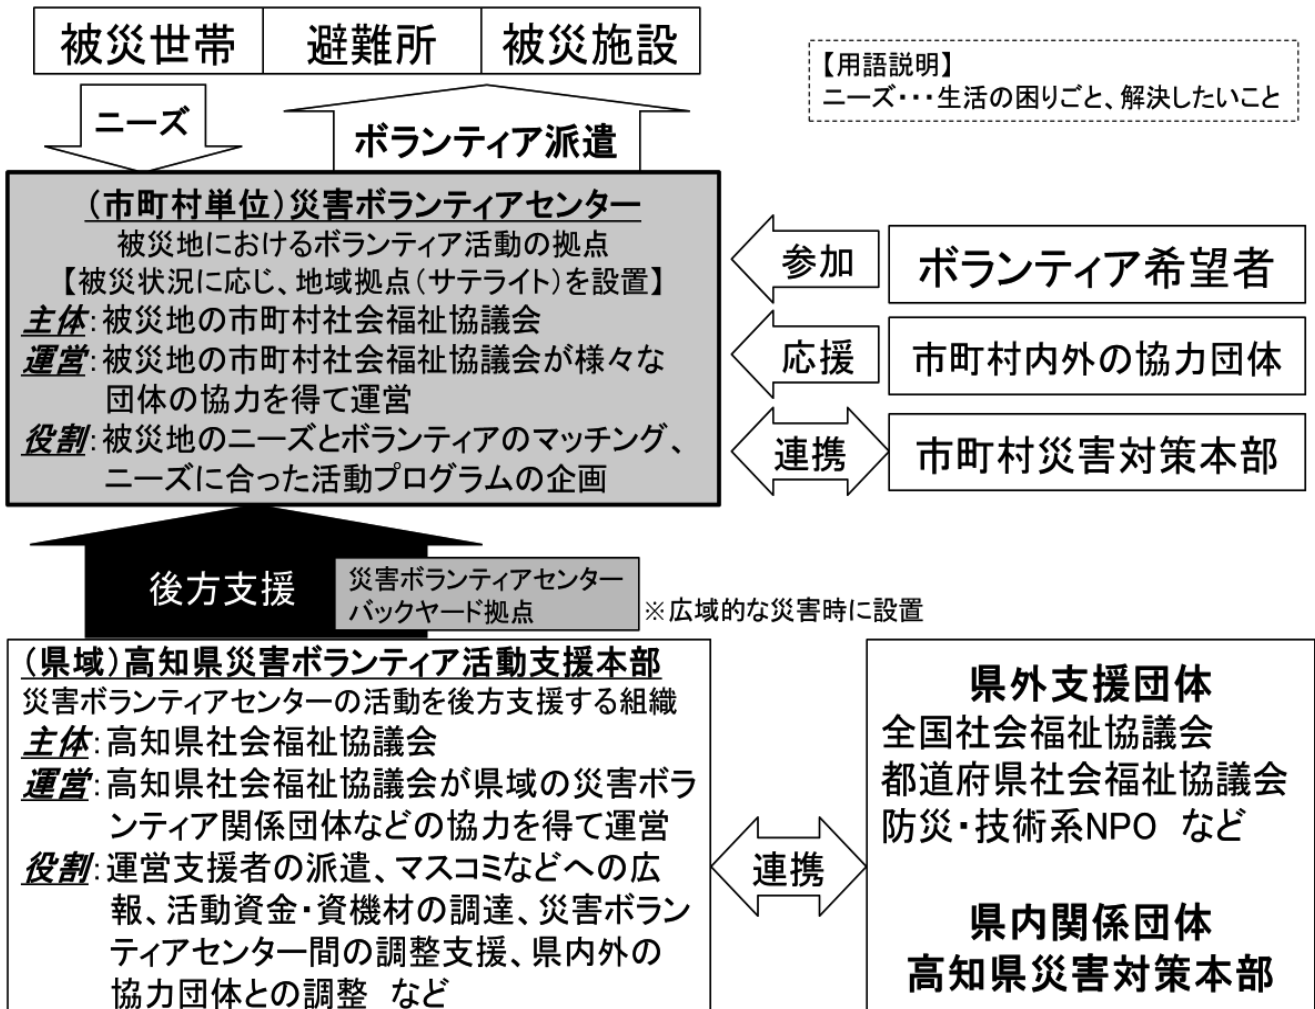 被災世帯
避難所
被災施設
【用語説明】
ニーズ・・・生活の困りごと、解決したいこと
ニーズ
ボランティア派遣
（市町村単位）災害ボランティアセンター
被災地におけるボランティア活動の拠点
【被災状況に応じ、地域拠点（サテライト）を設置】
主体：被災地の市町村社会福祉協議会
運営：被災地の市町村社会福祉協議会が様々な
団体の協力を得て運営
役割：被災地のニーズとボランティアのマッチング、
ニーズに合った活動プログラムの企画
参加
ボランティア希望者
応援
市町村内外の協力団体
連携
市町村災害対策本部
後方支援
災害ボランティアセンター
バックヤード拠点
※広域的な災害時に設置
（県域）高知県災害ボランティア活動支援本部
災害ボランティアセンターの活動を後方支援する組織
主体：高知県社会福祉協議会
運営：高知県社会福祉協議会が県域の災害ボラ
ンティア関係団体などの協力を得て運営
役割：運営支援者の派遣、マスコミなどへの広
報、活動資金・資機材の調達、災害ボラン
ティアセンター間の調整支援、県内外の
協力団体との調整　など
連携
県外支援団体
全国社会福祉協議会
都道府県社会福祉協議会
防災・技術系NPO　など
県内関係団体
高知県災害対策本部